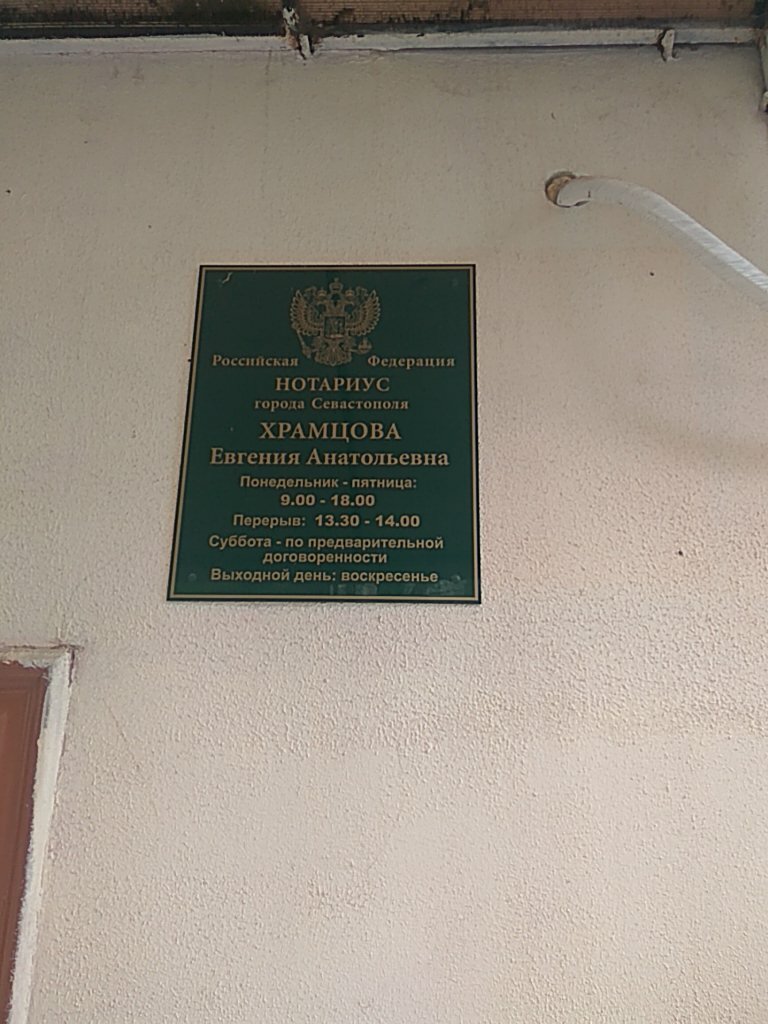 Российская Федерация
НОТАРИУС
города Севастополя
ХРАМЦОВА
Евгения Анатольевна
Понедельник - пятница:
9.00 - 18.00
Перерыв: 13.30 - 14.00
Суббота - по предварительной
договоренности
Выходной день: воскресенье